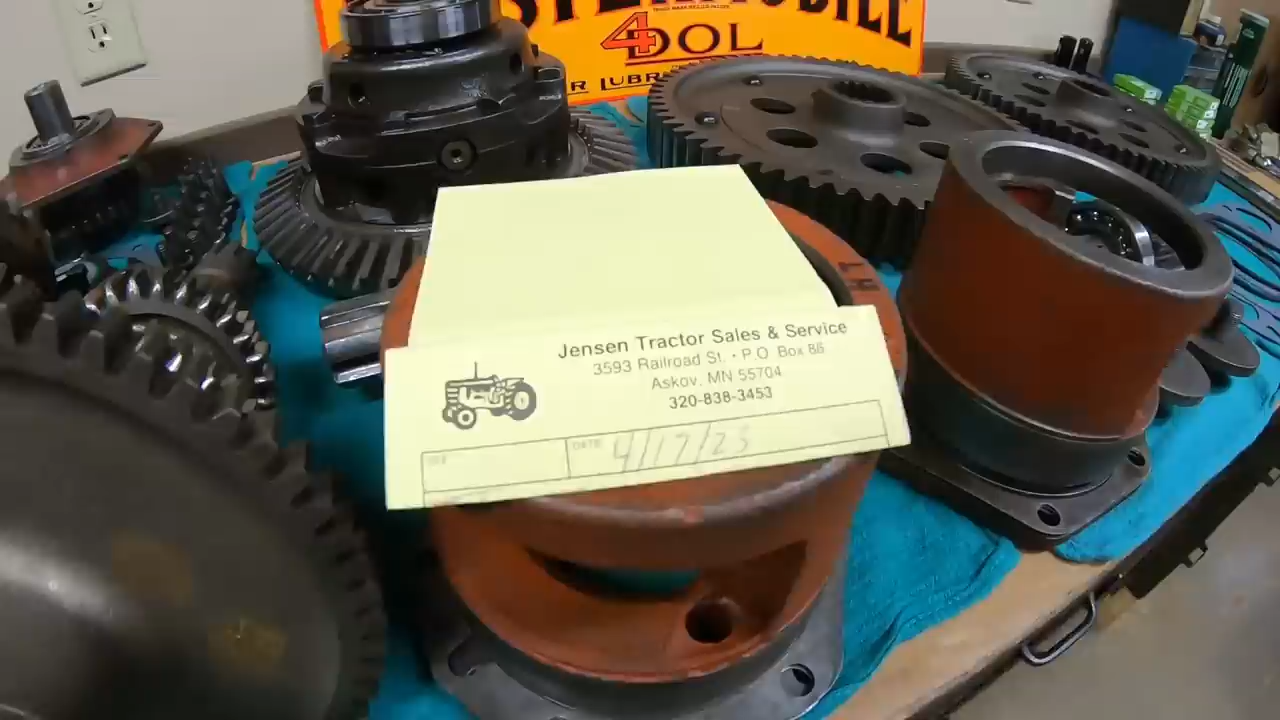 4DOL
Jensen Tractor Sales & Service
3593 Railroad St. • P.O. Box 86
Askov, MN 55704
320-838-3453
DATE 4/17/23